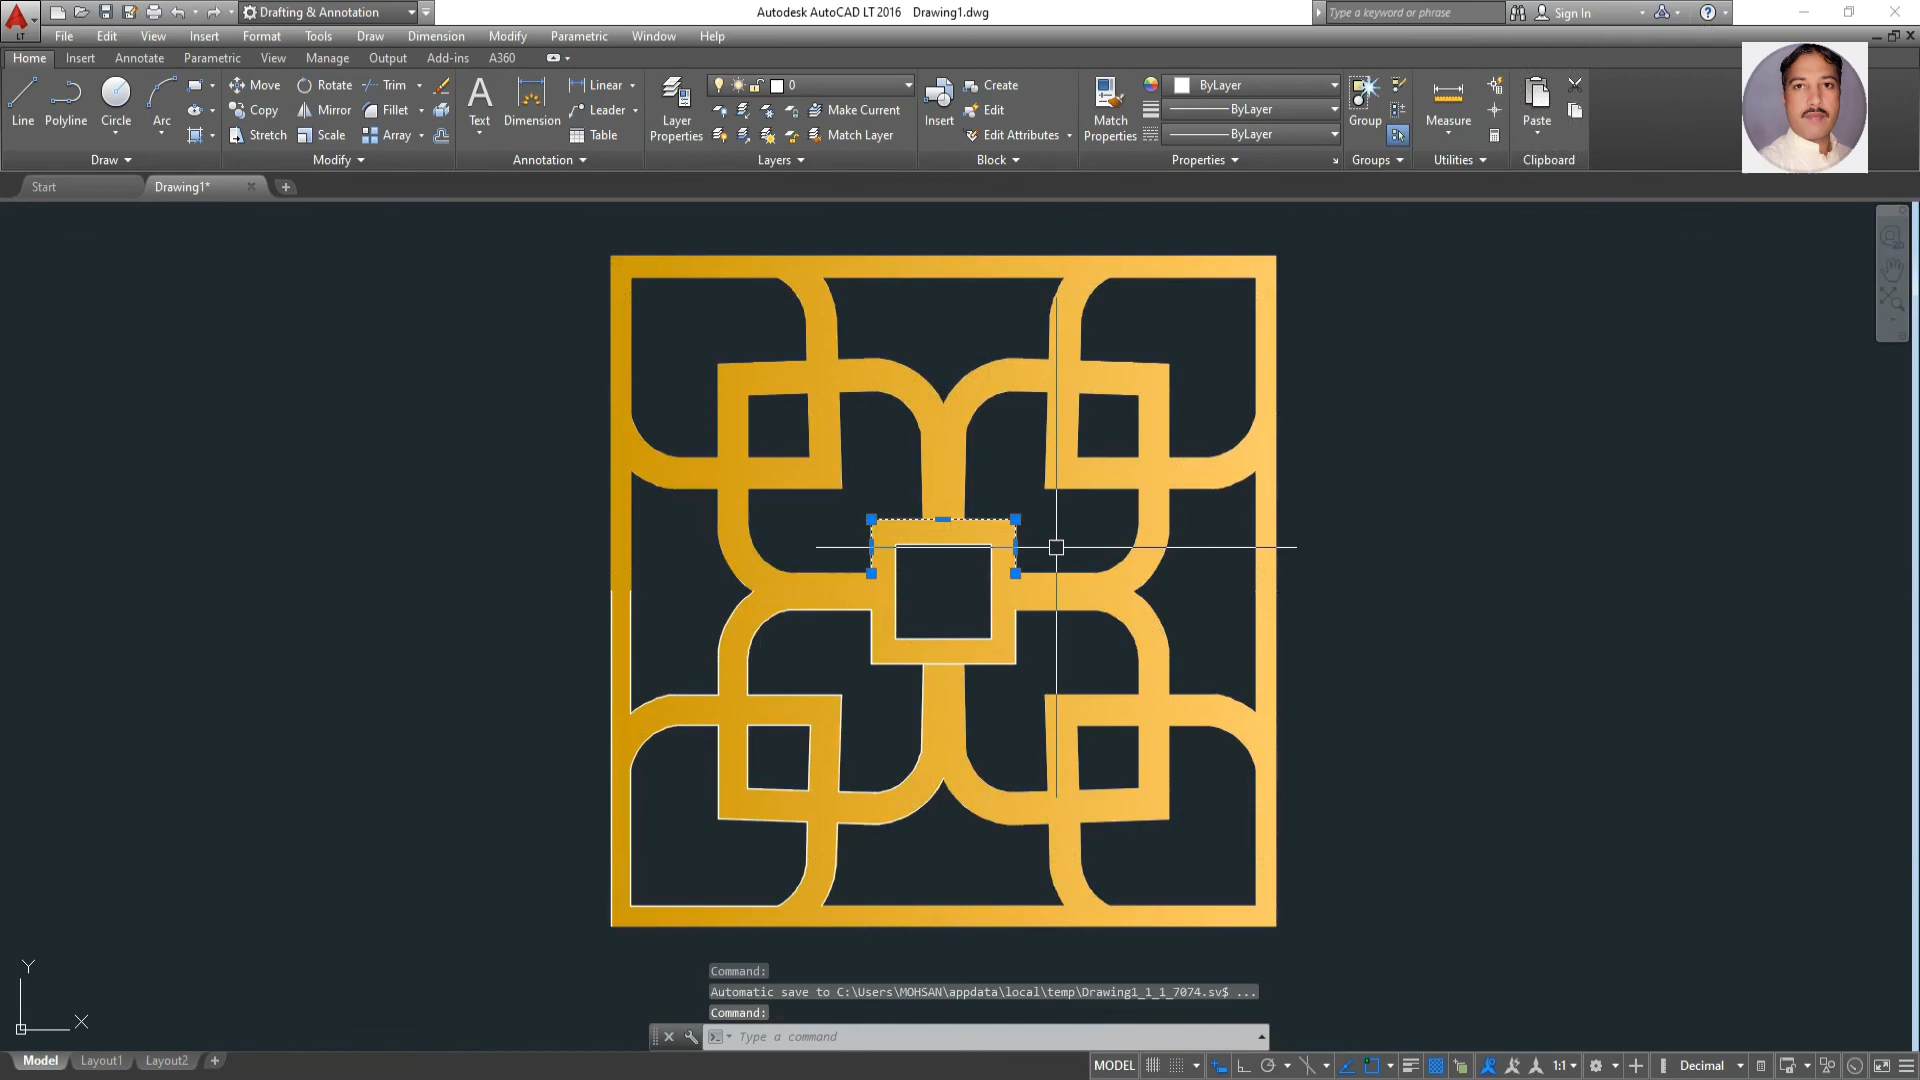 Drafting & Annotation
Autodesk AutoCAD LT 2016 Drawing1.dwg
Type a keyword or phrase
Sign In
LT
File Edit View Insert Format Tools Draw Dimension Modify Parametric Window Help
Home Insert Annotate Parametric View Manage Output Add-ins A360
Move Rotate Trim Linear 0 Create ByLayer
Copy Mirror Fillet Leader Make Current Edit ByLayer
Line Polyline Circle Arc Text Dimension Layer Properties Insert Match Properties Group Measure Paste
Stretch Scale Array Table Match Layer Edit Attributes ByLayer
Draw Modify Annotation Layers Block Properties Groups Utilities Clipboard
Start Drawing1*
Command:
Automatic save to C:\Users\MOHSAN\appdata\local\temp\Drawing1_1_1_7074.sv$ ...
Command:
Type a command
Y
X
Model Layout1 Layout2
MODEL 1:1 Decimal